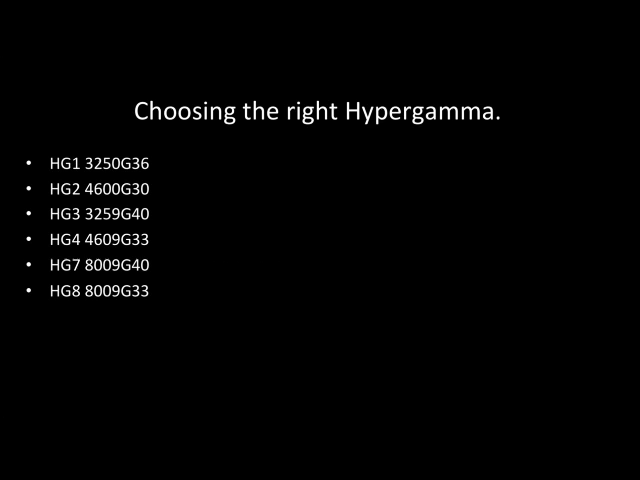 Choosing the right Hypergamma.
• HG1 3250G36
• HG2 4600G30
• HG3 3259G40
• HG4 4609G33
• HG7 8009G40
• HG8 8009G33